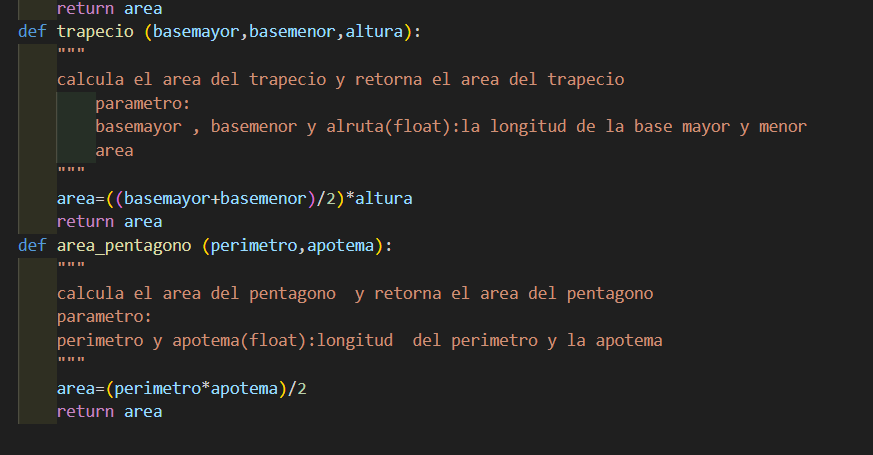 return area
def trapecio (basemayor,basemenor,altura):
"""
calcula el area del trapecio y retorna el area del trapecio
parametro:
basemayor , basemenor y alruta(float):la longitud de la base mayor y menor
area
"""
area=((basemayor+basemenor)/2)*altura
return area
def area_pentagono (perimetro,apotema):
"""
calcula el area del pentagono  y retorna el area del pentagono
parametro:
perimetro y apotema(float):longitud  del perimetro y la apotema
"""
area=(perimetro*apotema)/2
return area